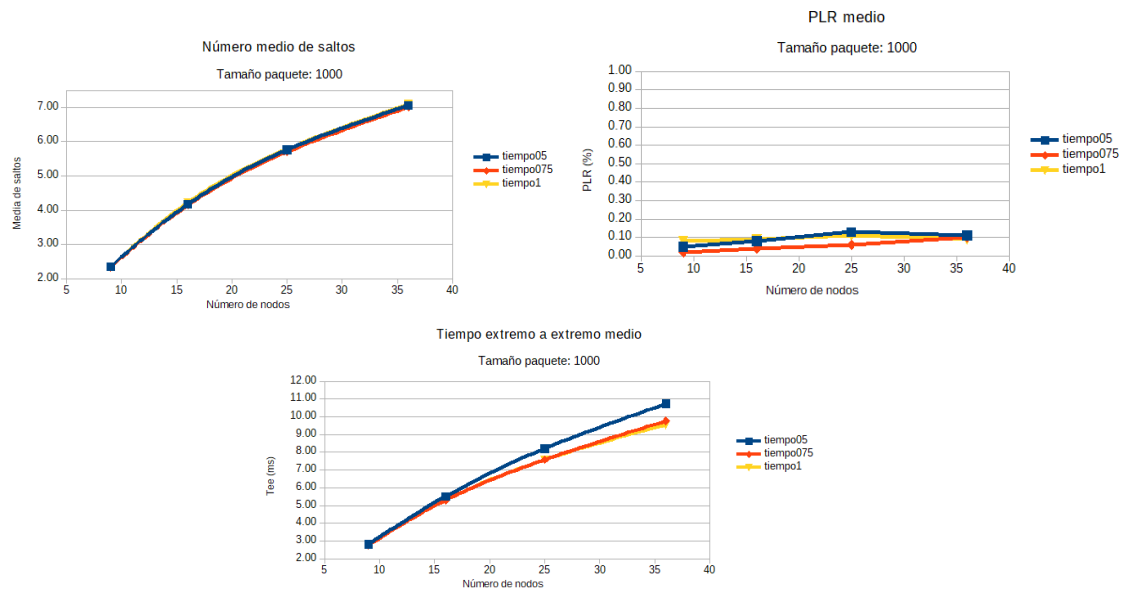 Número medio de saltos
Tamaño paquete: 1000
7.00
6.00
5.00
4.00
3.00
2.00
5 10 15 20 25 30 35 40
Media de saltos
Número de nodos
tiempo05
tiempo075
tiempo1
PLR medio
Tamaño paquete: 1000
1.00
0.90
0.80
0.70
0.60
0.50
0.40
0.30
0.20
0.10
0.00
5 10 15 20 25 30 35 40
PLR (%)
Número de nodos
tiempo05
tiempo075
tiempo1
Tiempo extremo a extremo medio
Tamaño paquete: 1000
12.00
11.00
10.00
9.00
8.00
7.00
6.00
5.00
4.00
3.00
2.00
5 10 15 20 25 30 35 40
Tee (ms)
Número de nodos
tiempo05
tiempo075
tiempo1